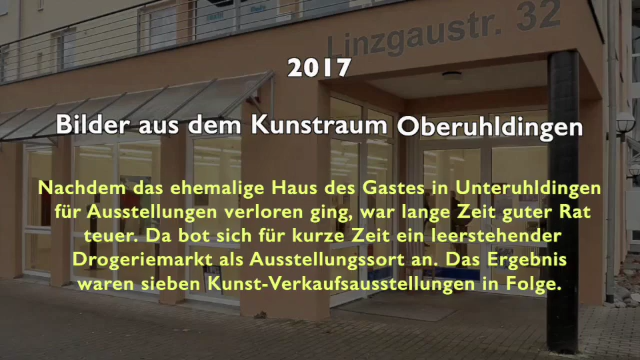 Linzgaustr. 32
2017
Bilder aus dem Kunstraum Oberuhldingen
Nachdem das ehemalige Haus des Gastes in Unteruhldingen
für Ausstellungen verloren ging, war lange Zeit guter Rat
teuer. Da bot sich für kurze Zeit ein leerstehender
Drogeriemarkt als Ausstellungssort an. Das Ergebnis
waren sieben Kunst-Verkaufsausstellungen in Folge.